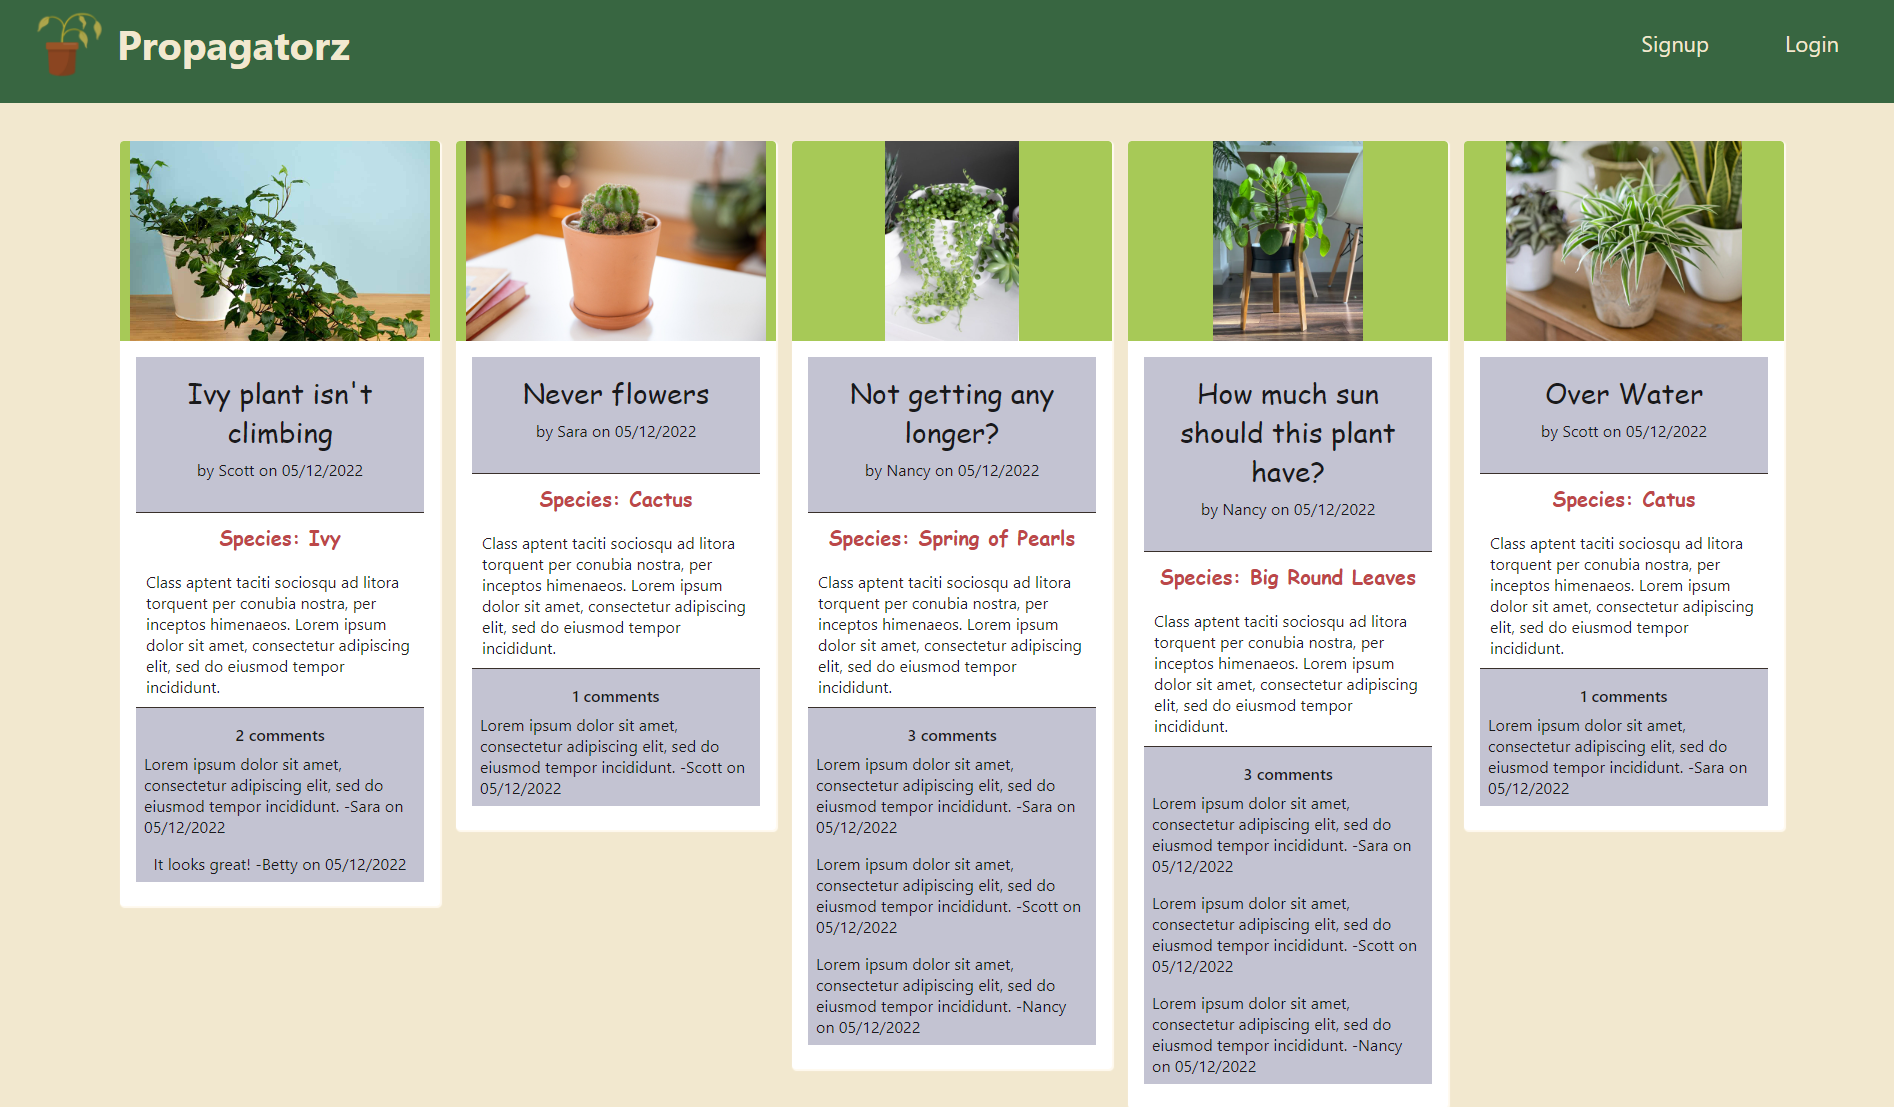 Propagatorz
Signup
Login
Ivy plant isn't
climbing
by Scott on 05/12/2022
Species: Ivy
Class aptent taciti sociosqu ad litora
torquent per conubia nostra, per
inceptos himenaeos. Lorem ipsum
dolor sit amet, consectetur adipiscing
elit, sed do eiusmod tempor
incididunt.
2 comments
Lorem ipsum dolor sit amet,
consectetur adipiscing elit, sed do
eiusmod tempor incididunt. -Sara on
05/12/2022
It looks great! -Betty on 05/12/2022
Never flowers
by Sara on 05/12/2022
Species: Cactus
Class aptent taciti sociosqu ad litora
torquent per conubia nostra, per
inceptos himenaeos. Lorem ipsum
dolor sit amet, consectetur adipiscing
elit, sed do eiusmod tempor
incididunt.
1 comments
Lorem ipsum dolor sit amet,
consectetur adipiscing elit, sed do
eiusmod tempor incididunt. -Scott on
05/12/2022
Not getting any
longer?
by Nancy on 05/12/2022
Species: Spring of Pearls
Class aptent taciti sociosqu ad litora
torquent per conubia nostra, per
inceptos himenaeos. Lorem ipsum
dolor sit amet, consectetur adipiscing
elit, sed do eiusmod tempor
incididunt.
3 comments
Lorem ipsum dolor sit amet,
consectetur adipiscing elit, sed do
eiusmod tempor incididunt. -Sara on
05/12/2022
Lorem ipsum dolor sit amet,
consectetur adipiscing elit, sed do
eiusmod tempor incididunt. -Scott on
05/12/2022
Lorem ipsum dolor sit amet,
consectetur adipiscing elit, sed do
eiusmod tempor incididunt. -Nancy
on 05/12/2022
How much sun
should this plant
have?
by Nancy on 05/12/2022
Species: Big Round Leaves
Class aptent taciti sociosqu ad litora
torquent per conubia nostra, per
inceptos himenaeos. Lorem ipsum
dolor sit amet, consectetur adipiscing
elit, sed do eiusmod tempor
incididunt.
3 comments
Lorem ipsum dolor sit amet,
consectetur adipiscing elit, sed do
eiusmod tempor incididunt. -Sara on
05/12/2022
Lorem ipsum dolor sit amet,
consectetur adipiscing elit, sed do
eiusmod tempor incididunt. -Scott on
05/12/2022
Lorem ipsum dolor sit amet,
consectetur adipiscing elit, sed do
eiusmod tempor incididunt. -Nancy
on 05/12/2022
Over Water
by Scott on 05/12/2022
Species: Catus
Class aptent taciti sociosqu ad litora
torquent per conubia nostra, per
inceptos himenaeos. Lorem ipsum
dolor sit amet, consectetur adipiscing
elit, sed do eiusmod tempor
incididunt.
1 comments
Lorem ipsum dolor sit amet,
consectetur adipiscing elit, sed do
eiusmod tempor incididunt. -Sara on
05/12/2022